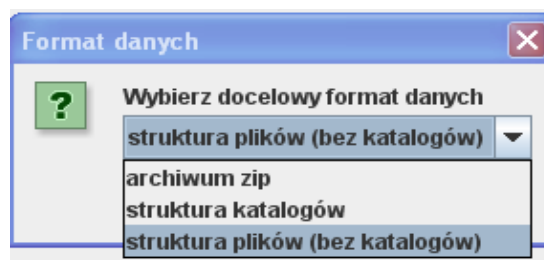 Format danych
?
Wybierz docelowy format danych
struktura plików (bez katalogów)
archiwum zip
struktura katalogów
struktura plików (bez katalogów)